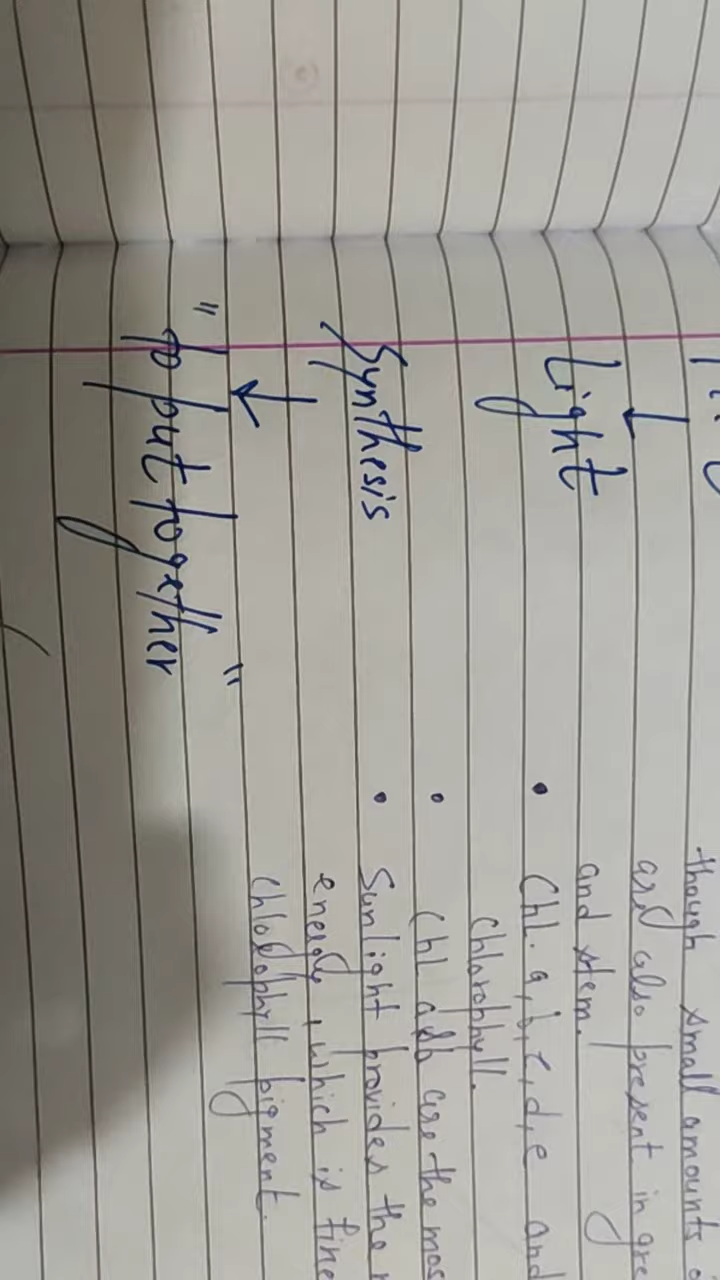 Light
Synthesis
"to put together"
though small amounts
are also present in gre
and stem.
• Chl. a, b, c, d, e and
Chlorophyll.
• Chl a&b are the mos
• Sunlight provides the
energy, which is
Chlorophyll pigment.